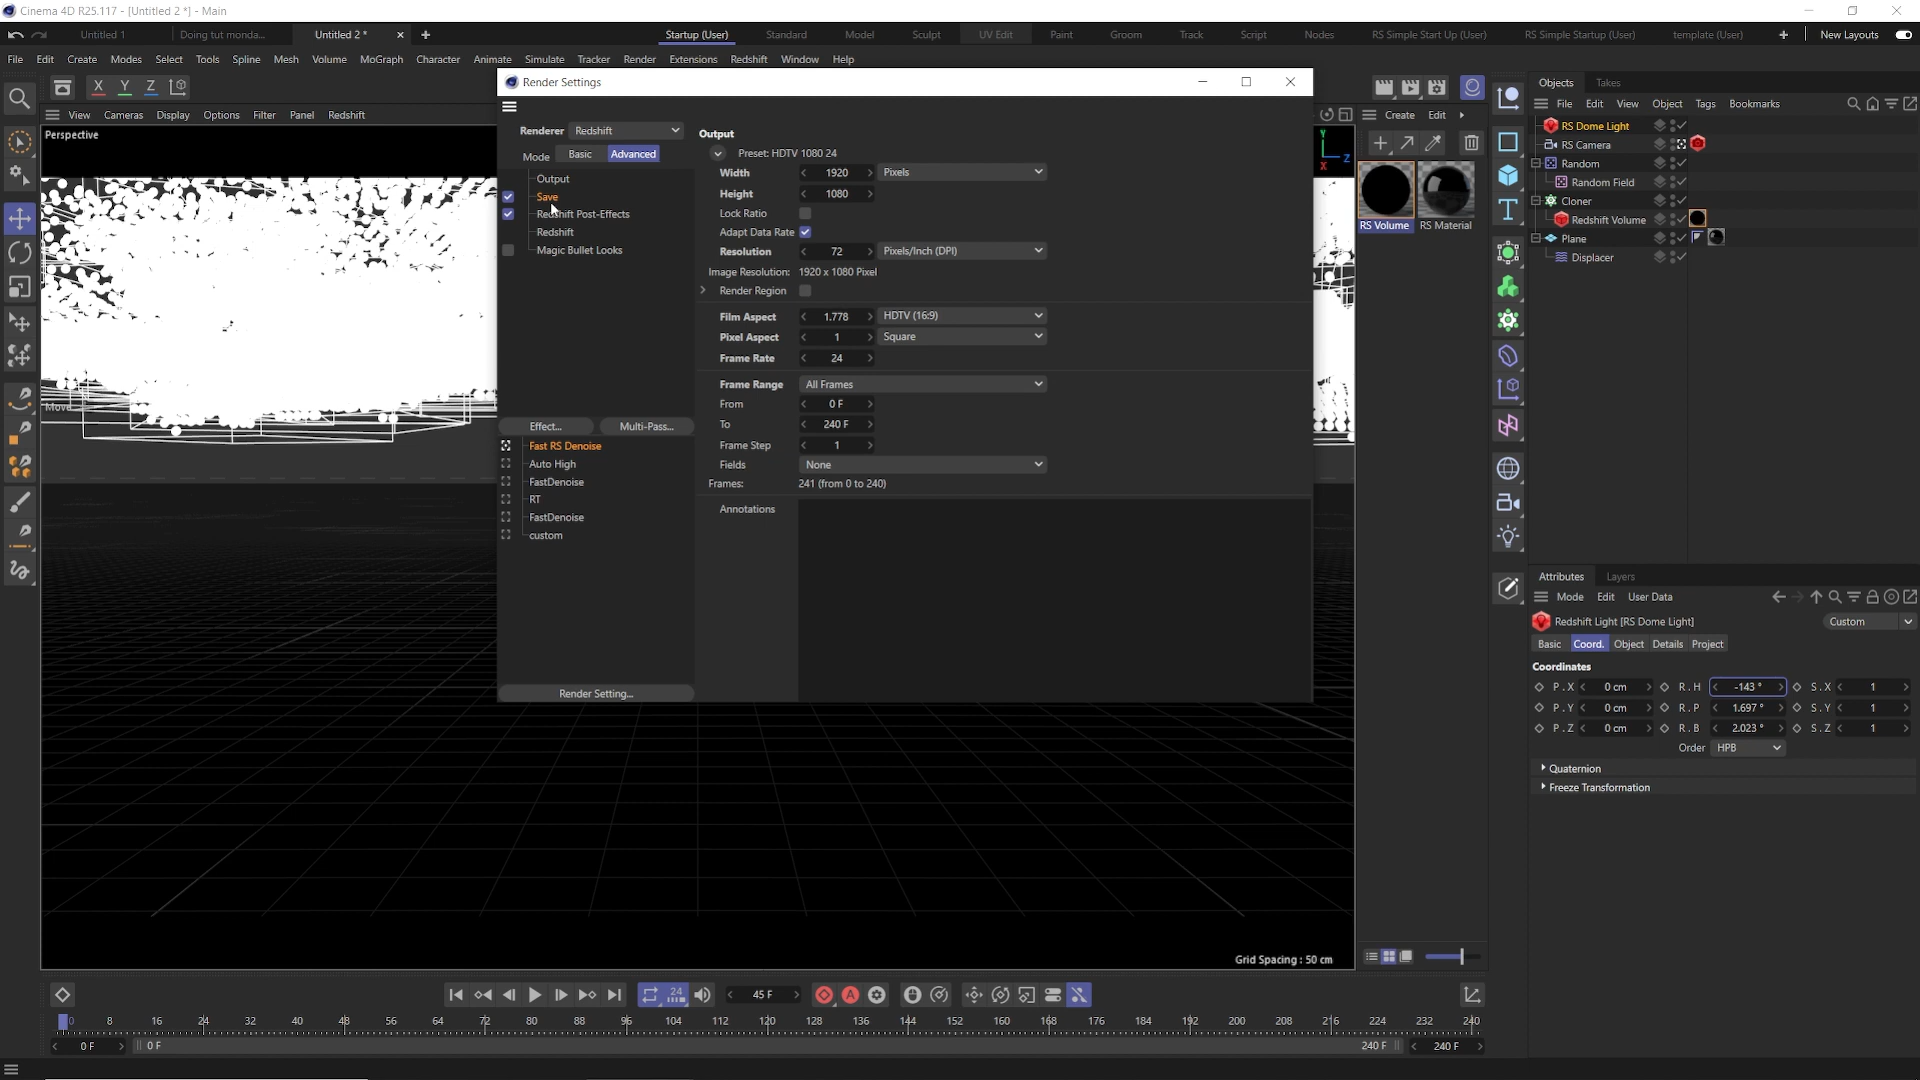 Cinema 4D R25.117 - [Untitled 2 *] - Main
Untitled 1 Doing tut monda... Untitled 2 * Startup (User) Standard Model Sculpt UV Edit Paint Groom Track Script Nodes RS Simple Start Up (User) RS Simple Startup (User) template (User) New Layouts
File Edit Create Modes Select Tools Spline Mesh Volume MoGraph Character Animate Simulate Tracker Render Extensions Redshift Window Help
Render Settings
X Y Z
View Cameras Display Options Filter Panel Redshift
Perspective
Move
Renderer Redshift
Mode Basic Advanced
Output
Save
Redshift Post-Effects
Redshift
Magic Bullet Looks
Effect... Multi-Pass...
Fast RS Denoise
Auto High
FastDenoise
RT
FastDenoise
custom
Render Setting...
Output
Preset: HDTV 1080 24
Width 1920 Pixels
Height 1080
Lock Ratio
Adapt Data Rate
Resolution 72 Pixels/Inch (DPI)
Image Resolution: 1920 x 1080 Pixel
Render Region
Film Aspect 1.778 HDTV (16:9)
Pixel Aspect 1 Square
Frame Rate 24
Frame Range All Frames
From 0 F
To 240 F
Frame Step 1
Fields None
Frames: 241 (from 0 to 240)
Annotations
Y
Z
X
Create Edit
RS Volume RS Material
Objects Takes
File Edit View Object Tags Bookmarks
RS Dome Light
RS Camera
Random
Random Field
Cloner
Redshift Volume
Plane
Displacer
Attributes Layers
Mode Edit User Data
Redshift Light [RS Dome Light] Custom
Basic Coord. Object Details Project
Coordinates
P . X 0 cm R . H -143 ° S . X 1
P . Y 0 cm R . P 1.697 ° S . Y 1
P . Z 0 cm R . B 2.023 ° S . Z 1
Order HPB
Quaternion
Freeze Transformation
Grid Spacing : 50 cm
24 45 F A
0 8 16 24 32 40 48 56 64 72 80 88 96 104 112 120 128 136 144 152 160 168 176 184 192 200 208 216 224 232 240
0 F 0 F 240 F 240 F